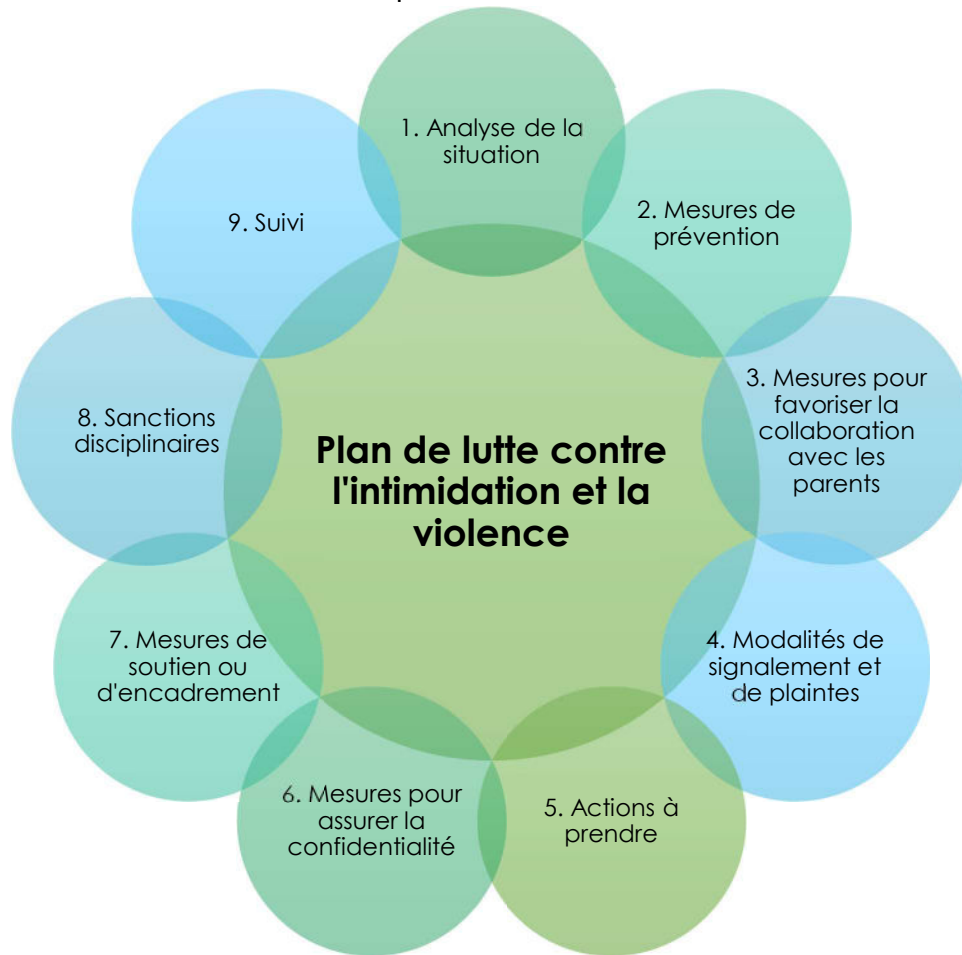 1. Analyse de la
situation
2. Mesures de
prévention
3. Mesures pour
favoriser la
collaboration
avec les
parents
4. Modalités de
signalement et
de plaintes
5. Actions à
prendre
6. Mesures pour
assurer la
confidentialité
7. Mesures de
soutien ou
d'encadrement
8. Sanctions
disciplinaires
9. Suivi
Plan de lutte contre
l'intimidation et la
violence